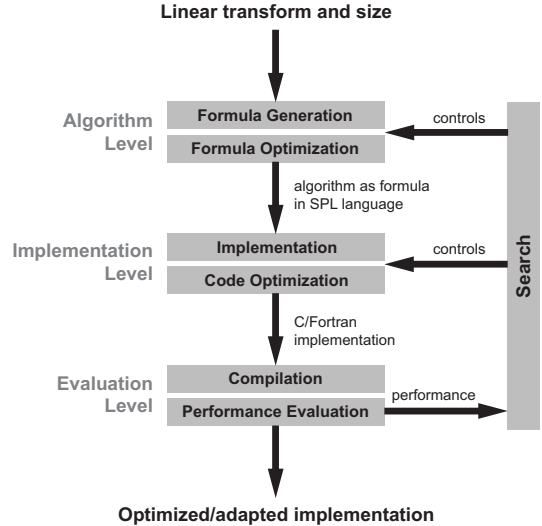 Linear transform and size
Algorithm
Level
Formula Generation
Formula Optimization
controls
algorithm as formula
in SPL language
Implementation
Level
Implementation
Code Optimization
controls
Search
C/Fortran
implementation
Evaluation
Level
Compilation
Performance Evaluation
performance
Optimized/adapted implementation